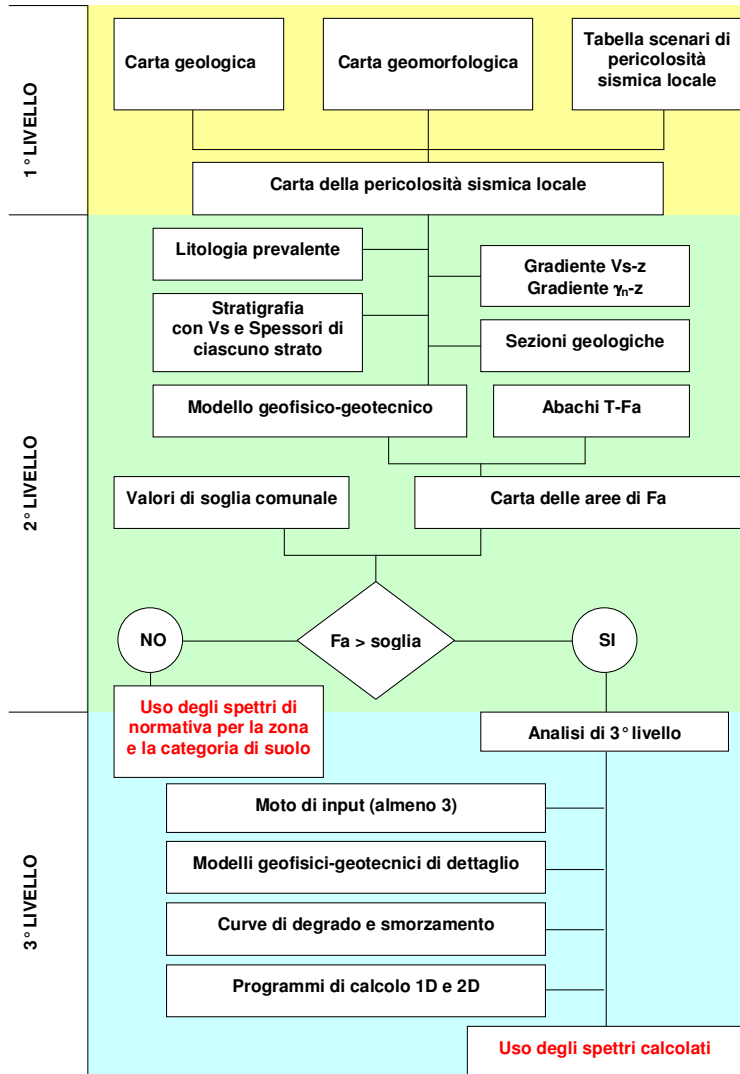 1° LIVELLO
Carta geologica
Carta geomorfologica
Tabella scenari di
pericolosità
sismica locale
Carta della pericolosità sismica locale
2° LIVELLO
Litologia prevalente
Gradiente Vs-z
Gradiente γn-z
Stratigrafia
con Vs e Spessori di
ciascuno strato
Sezioni geologiche
Modello geofisico-geotecnico
Abachi T-Fa
Valori di soglia comunale
Carta delle aree di Fa
NO
Fa > soglia
SI
Uso degli spettri di
normativa per la zona
e la categoria di suolo
3° LIVELLO
Analisi di 3° livello
Moto di input (almeno 3)
Modelli geofisici-geotecnici di dettaglio
Curve di degrado e smorzamento
Programmi di calcolo 1D e 2D
Uso degli spettri calcolati